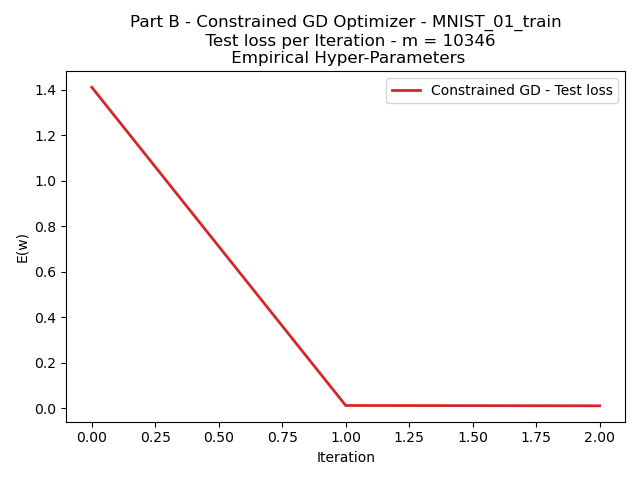 Part B - Constrained GD Optimizer - MNIST_01_train
Test loss per Iteration - m = 10346
Empirical Hyper-Parameters
Constrained GD - Test loss
1.4
1.2
1.0
0.8
0.6
0.4
0.2
0.0
E(w)
0.00 0.25 0.50 0.75 1.00 1.25 1.50 1.75 2.00
Iteration